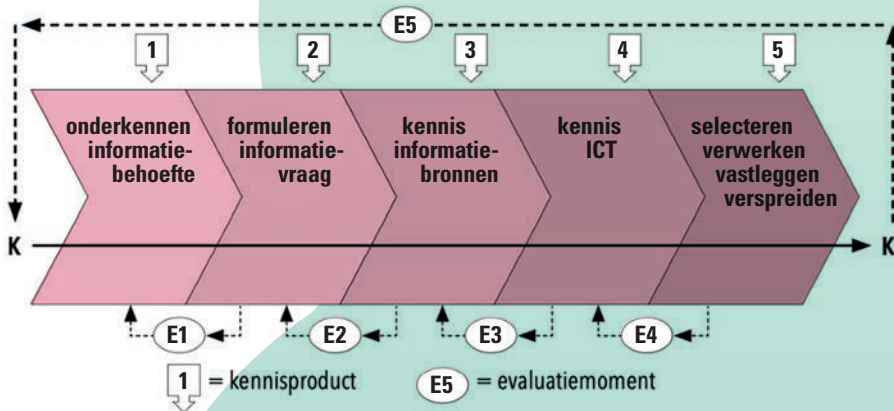 E5
1 2 3 4 5
onderkennen
informatie-
behoefte
formuleren
informatie-
vraag
kennis
informatie-
bronnen
kennis
ICT
selecteren
verwerken
vastleggen
verspreiden
K K
E1 E2 E3 E4
1 = kennisproduct E5 = evaluatiemoment